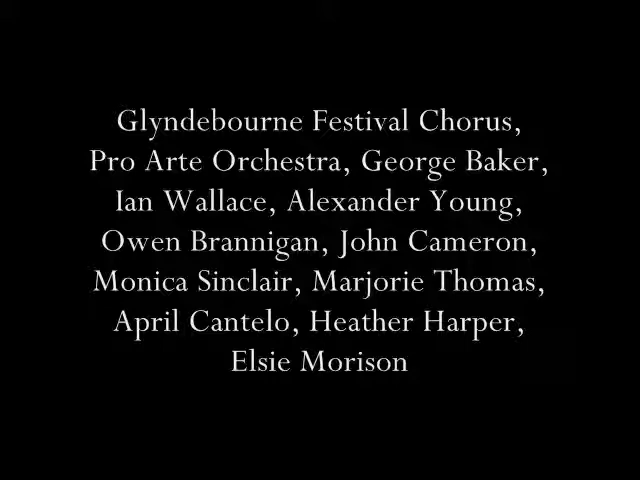 Glyndebourne Festival Chorus,
Pro Arte Orchestra, George Baker,
Ian Wallace, Alexander Young,
Owen Brannigan, John Cameron,
Monica Sinclair, Marjorie Thomas,
April Cantelo, Heather Harper,
Elsie Morison